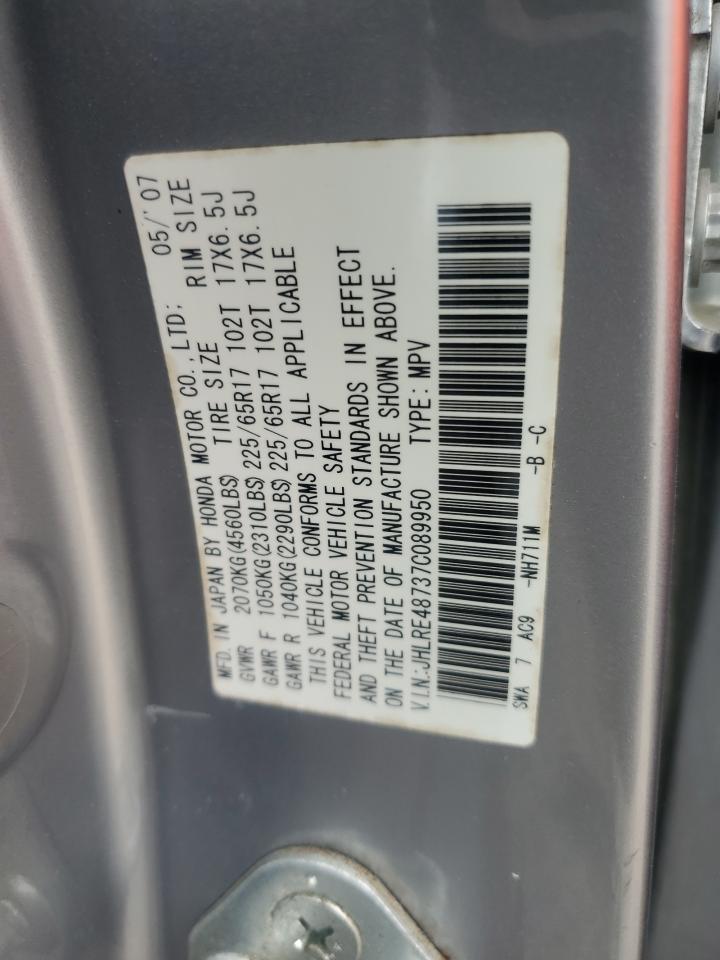 MFD. IN JAPAN BY HONDA MOTOR CO.,LTD; 05/'07
GVWR 2070KG(4560LBS) TIRE SIZE RIM SIZE
GAWR F 1050KG(2310LBS) 225/65R17 102T 17X6.5J
GAWR R 1040KG(2290LBS) 225/65R17 102T 17X6.5J
THIS VEHICLE CONFORMS TO ALL APPLICABLE
FEDERAL MOTOR VEHICLE SAFETY
AND THEFT PREVENTION STANDARDS IN EFFECT
ON THE DATE OF MANUFACTURE SHOWN ABOVE.
V.I.N.:JHLRE48737C089950 TYPE: MPV
SWA 7 AC9 -NH711M -B -C